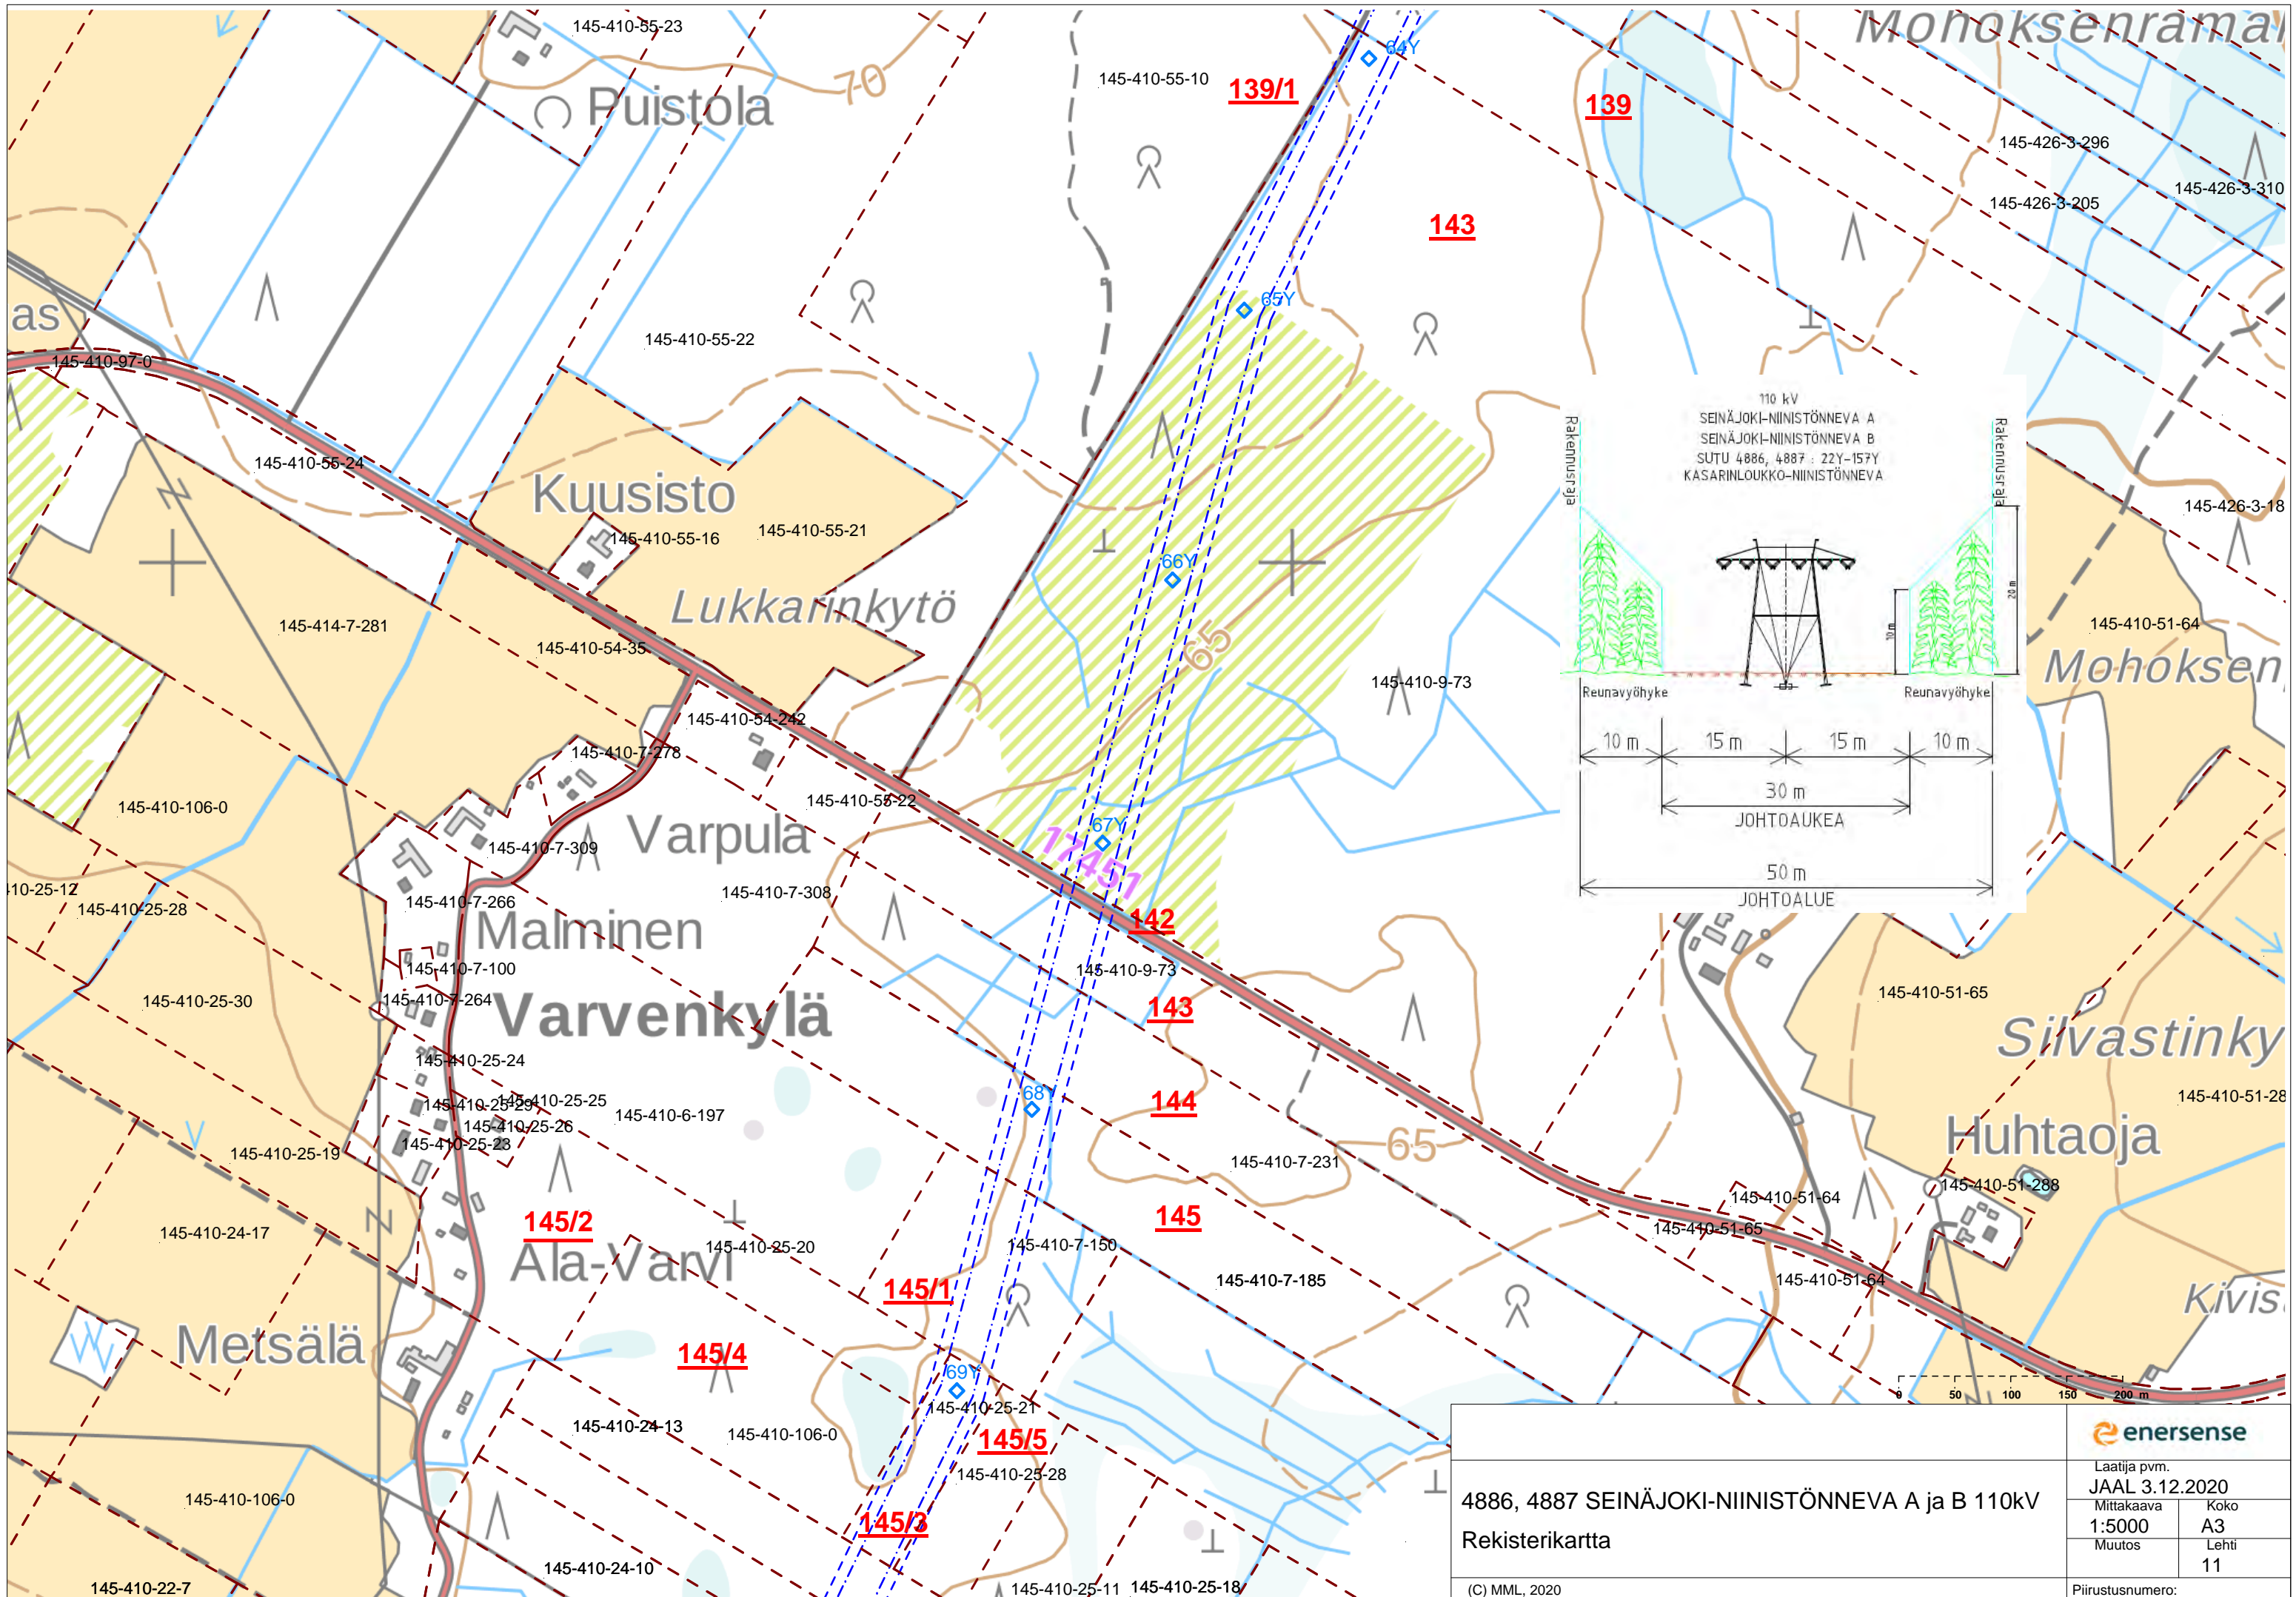 145-410-55-23
70
Puistola
145-410-55-10
139/1
64Y
139
145-426-3-296
145-426-3-310
145-426-3-205
143
65Y
as
145-410-97-0
145-410-55-22
145-410-55-24
Kuusisto
145-410-55-16
145-410-55-21
Lukkarinkytö
66Y
65
145-410-9-73
110 kV
SEINÄJOKI-NIINISTÖNNEVA A
SEINÄJOKI-NIINISTÖNNEVA B
SUTU 4886, 4887 : 22Y-157Y
KASARINLOUKKO-NIINISTÖNNEVA
Rakennusraja
Rakennusraja
10 m
20 m
Reunavyöhyke
Reunavyöhyke
10 m
15 m
15 m
10 m
30 m
JOHTOAUKEA
50 m
JOHTOALUE
145-426-3-18
145-410-51-64
145-414-7-281
145-410-54-35
145-410-54-242
145-410-7-278
145-410-106-0
145-410-55-22
Varpula
145-410-7-309
67Y
17451
145-410-7-308
145-410-25-28
145-410-7-266
Malminen
142
145-410-7-100
145-410-9-73
145-410-25-30
145-410-7-264
Varvenkylä
143
145-410-51-65
145-410-25-24
68Y
144
145-410-51-28
145-410-25-29
145-410-25-25
145-410-6-197
145-410-25-26
145-410-25-23
145-410-25-19
65
145-410-7-231
Huhtaoja
145-410-51-288
145-410-51-64
145-410-51-65
145-410-24-17
145/2
145-410-25-20
Ala-Varvi
145
145-410-7-150
145-410-7-185
145-410-51-64
145/1
Metsälä
145/4
69Y
145-410-25-21
145-410-24-13
145-410-106-0
145/5
145-410-25-28
145-410-106-0
145/3
145-410-24-10
145-410-22-7
145-410-25-11
145-410-25-18
0 50 100 150 200 m
enersense
4886, 4887 SEINÄJOKI-NIINISTÖNNEVA A ja B 110kV
Rekisterikartta
Laatija pvm.
JAAL 3.12.2020
Mittakaava
Koko
1:5000
A3
Muutos
Lehti
11
(C) MML, 2020
Piirustusnumero: